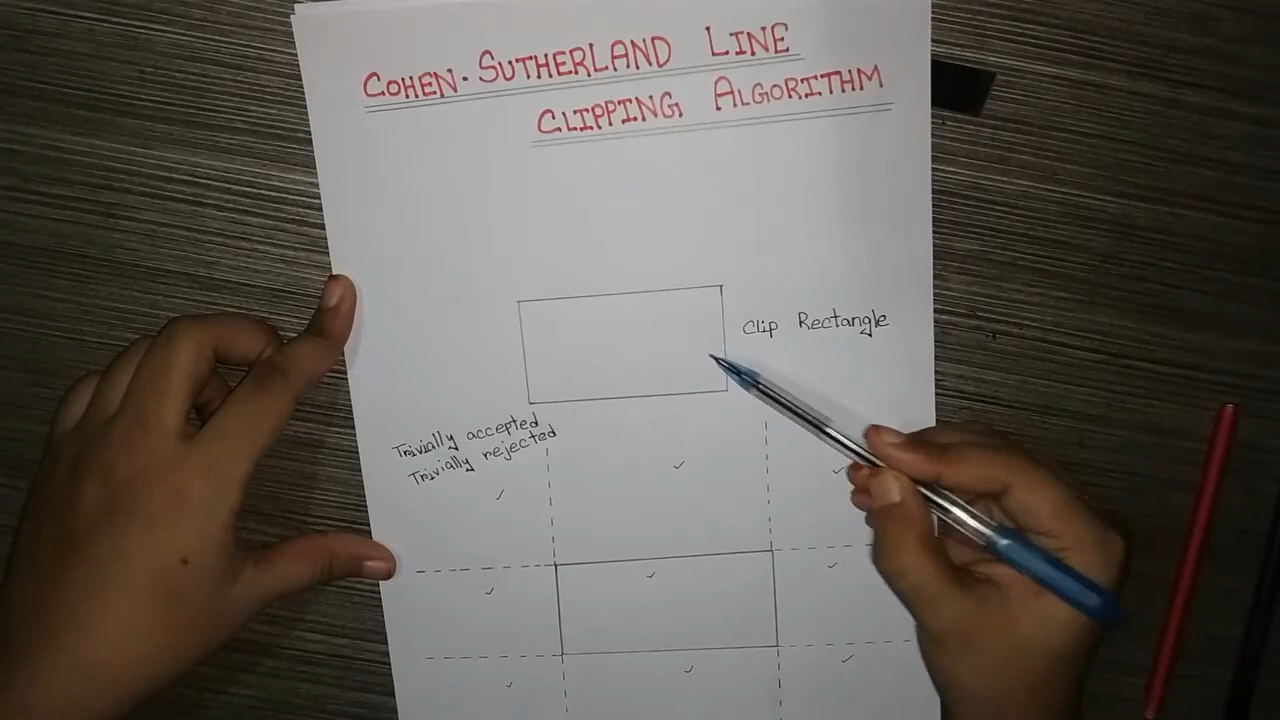 COHEN-SUTHERLAND LINE
CLIPPING ALGORITHM
Clip Rectangle
Trivially accepted
Trivially rejected